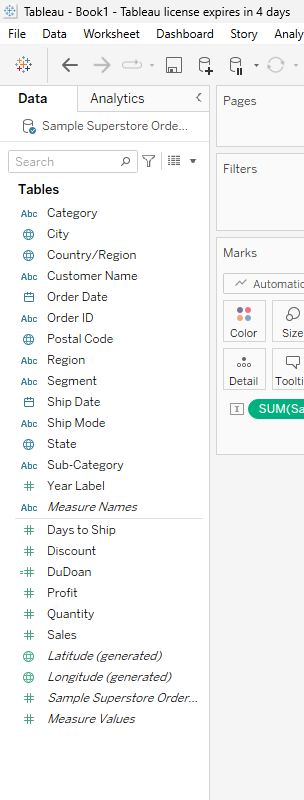 Tableau - Book1 - Tableau license expires in 4 days
File Data Worksheet Dashboard Story Analy
Data Analytics
Sample Superstore Orde...
Search
Tables
Abc Category
City
Country/Region
Abc Customer Name
Order Date
Abc Order ID
Postal Code
Abc Region
Abc Segment
Ship Date
Abc Ship Mode
State
Abc Sub-Category
# Year Label
Abc Measure Names
# Days to Ship
# Discount
=# DuDoan
# Profit
# Quantity
# Sales
Latitude (generated)
Longitude (generated)
# Sample Superstore Order...
# Measure Values
Pages
Filters
Marks
Automatic
Color Size
Detail Toolti
SUM(Sa